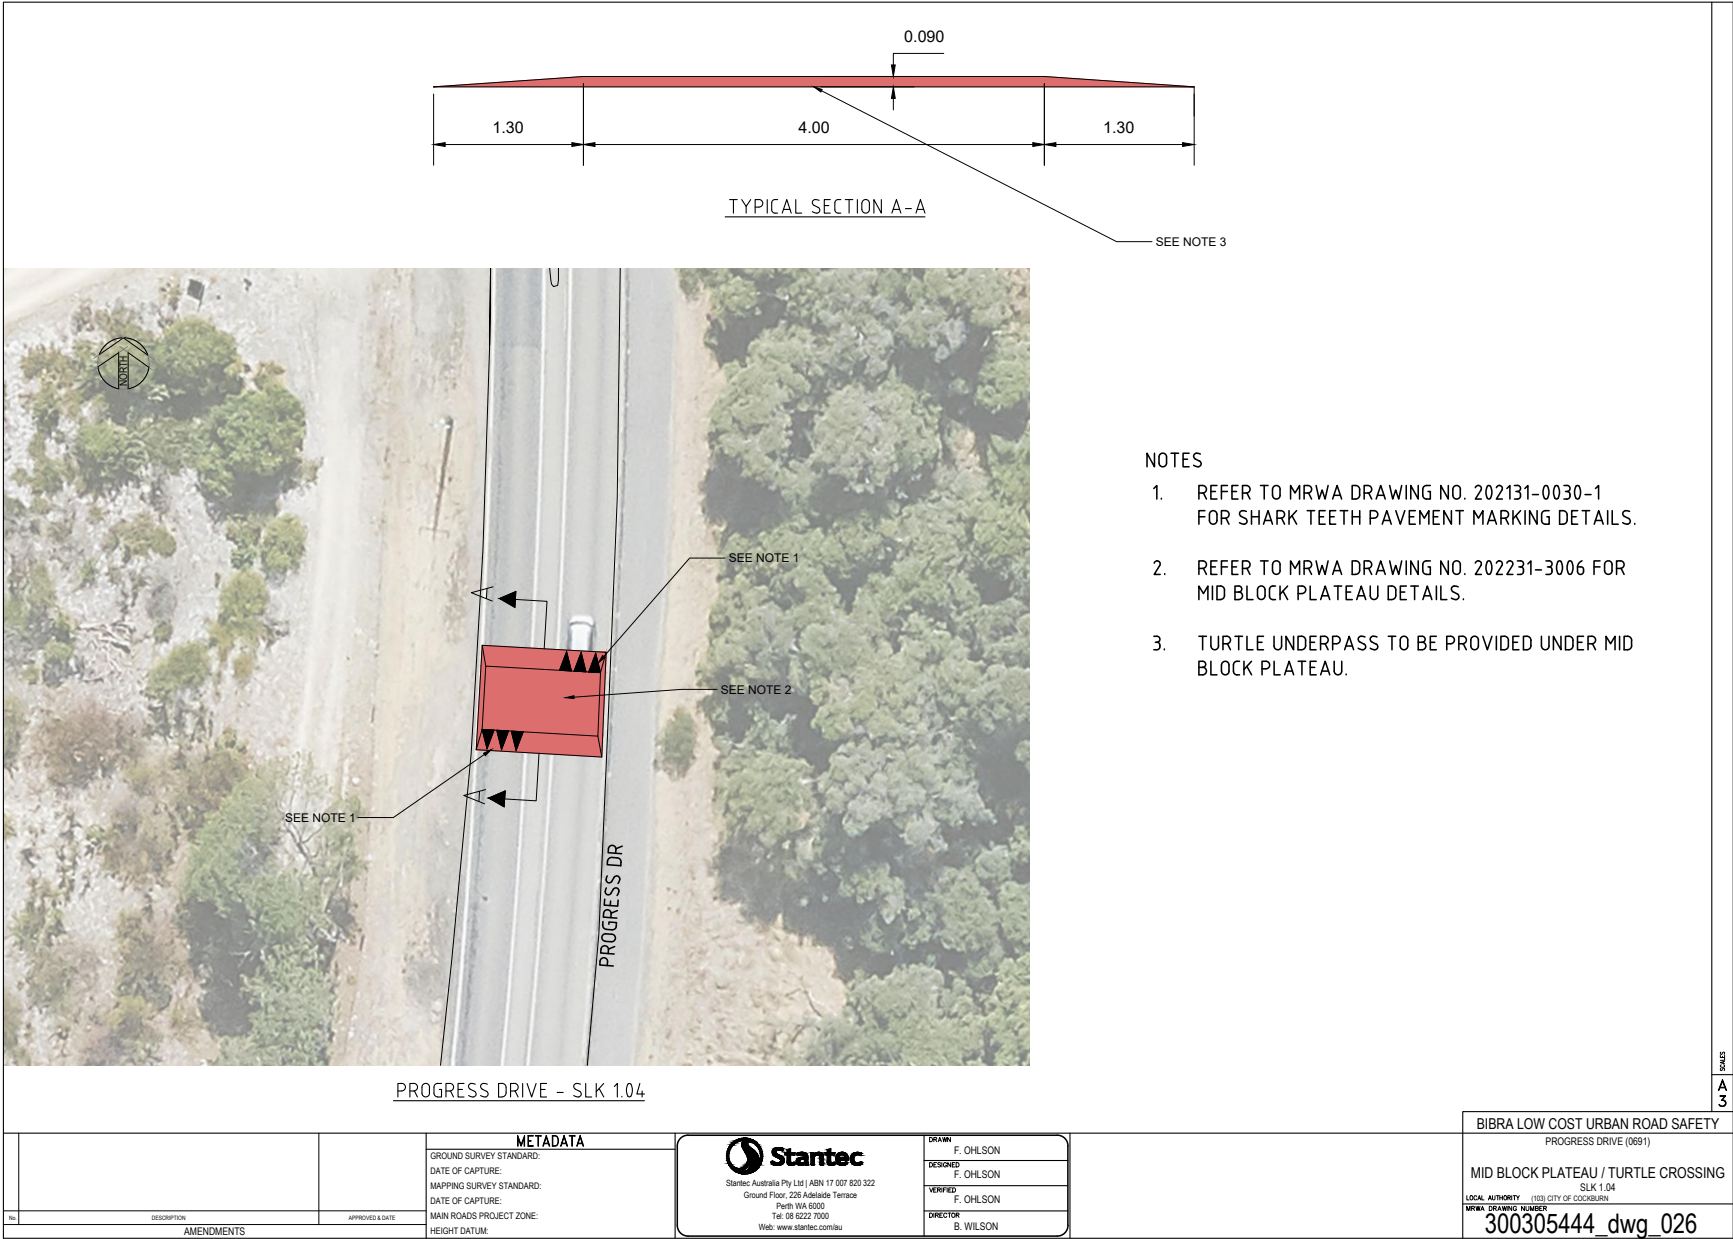 0.090
1.30
4.00
1.30
TYPICAL SECTION A-A
SEE NOTE 3
NORTH
SEE NOTE 1
A
SEE NOTE 2
A
SEE NOTE 1
PROGRESS DR
PROGRESS DRIVE - SLK 1.04
NOTES
1. REFER TO MRWA DRAWING NO. 202131-0030-1
FOR SHARK TEETH PAVEMENT MARKING DETAILS.
2. REFER TO MRWA DRAWING NO. 202231-3006 FOR
MID BLOCK PLATEAU DETAILS.
3. TURTLE UNDERPASS TO BE PROVIDED UNDER MID
BLOCK PLATEAU.
SCALES
A
3
No.
DESCRIPTION
APPROVED & DATE
AMENDMENTS
METADATA
GROUND SURVEY STANDARD:
DATE OF CAPTURE:
MAPPING SURVEY STANDARD:
DATE OF CAPTURE:
MAIN ROADS PROJECT ZONE:
HEIGHT DATUM:
Stantec
Stantec Australia Pty Ltd | ABN 17 007 820 322
Ground Floor, 226 Adelaide Terrace
Perth WA 6000
Tel: 08 6222 7000
Web: www.stantec.com/au
DRAWN
F. OHLSON
DESIGNED
F. OHLSON
VERIFIED
F. OHLSON
DIRECTOR
B. WILSON
BIBRA LOW COST URBAN ROAD SAFETY
PROGRESS DRIVE (0691)
MID BLOCK PLATEAU / TURTLE CROSSING
SLK 1.04
LOCAL AUTHORITY (103) CITY OF COCKBURN
MRWA DRAWING NUMBER
300305444_dwg_026